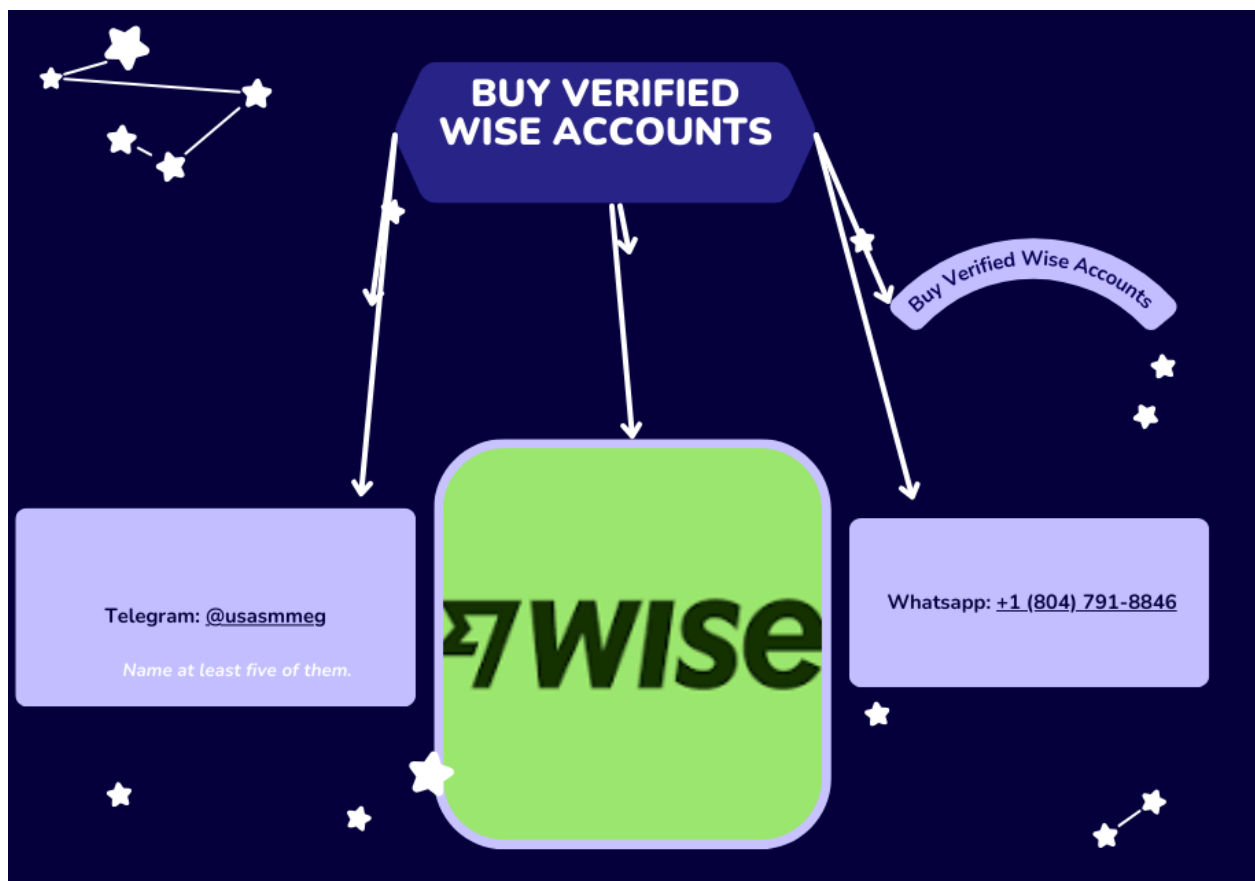 BUY VERIFIED
WISE ACCOUNTS
Buy Verified Wise Accounts
Telegram: @usasmmeg
Name at least five of them.
WISE
Whatsapp: +1 (804) 791-8846